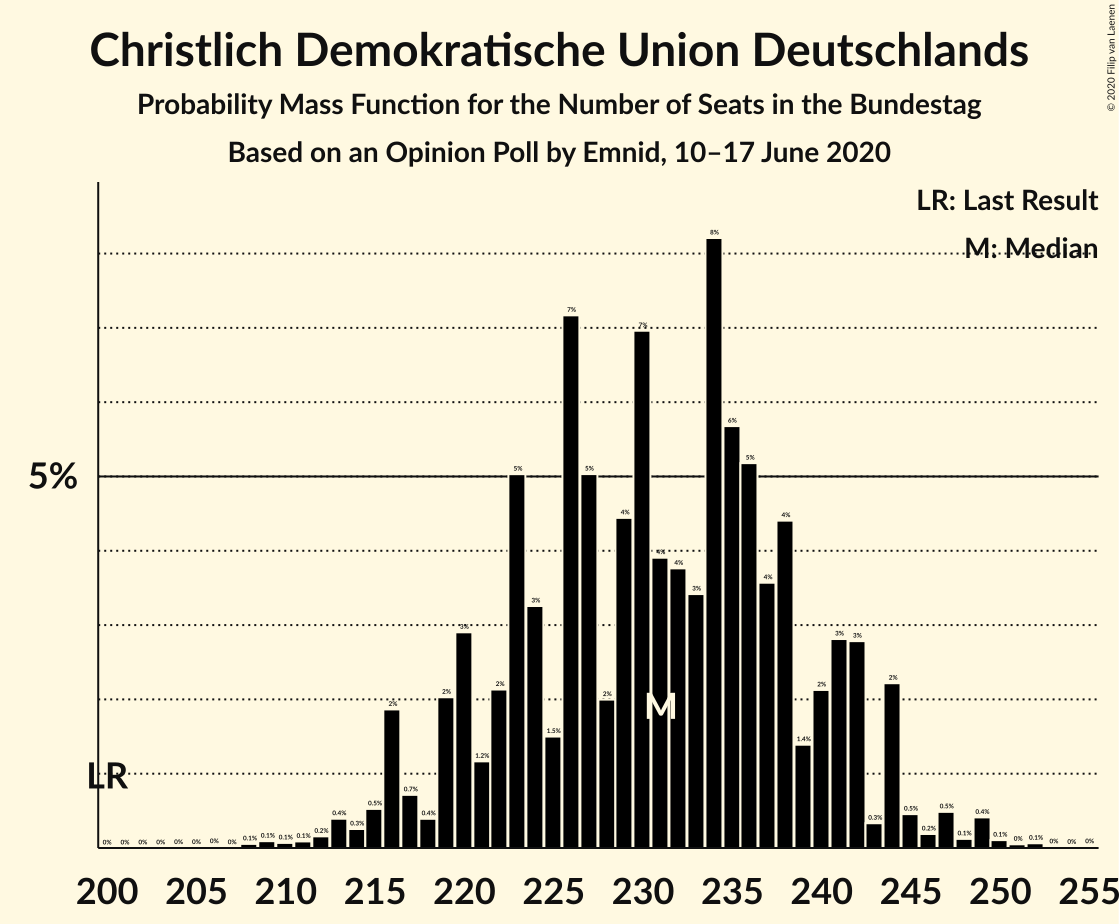 Christlich Demokratische Union Deutschlands
Probability Mass Function for the Number of Seats in the Bundestag
Based on an Opinion Poll by Emnid, 10–17 June 2020
© 2020 Filip van Laenen
LR: Last Result
M: Median
5%
LR
M
0% 0% 0% 0% 0% 0% 0% 0% 0.1% 0.1% 0.1% 0.1% 0.2% 0.4% 0.3% 0.5% 2% 0.7% 0.4% 2% 3% 1.2% 2% 5% 3% 1.5% 7% 5% 2% 4% 7% 4% 4% 3% 8% 6% 5% 4% 4% 1.4% 2% 3% 3% 0.3% 2% 0.5% 0.2% 0.5% 0.1% 0.4% 0.1% 0% 0.1% 0% 0% 0%
200 205 210 215 220 225 230 235 240 245 250 255